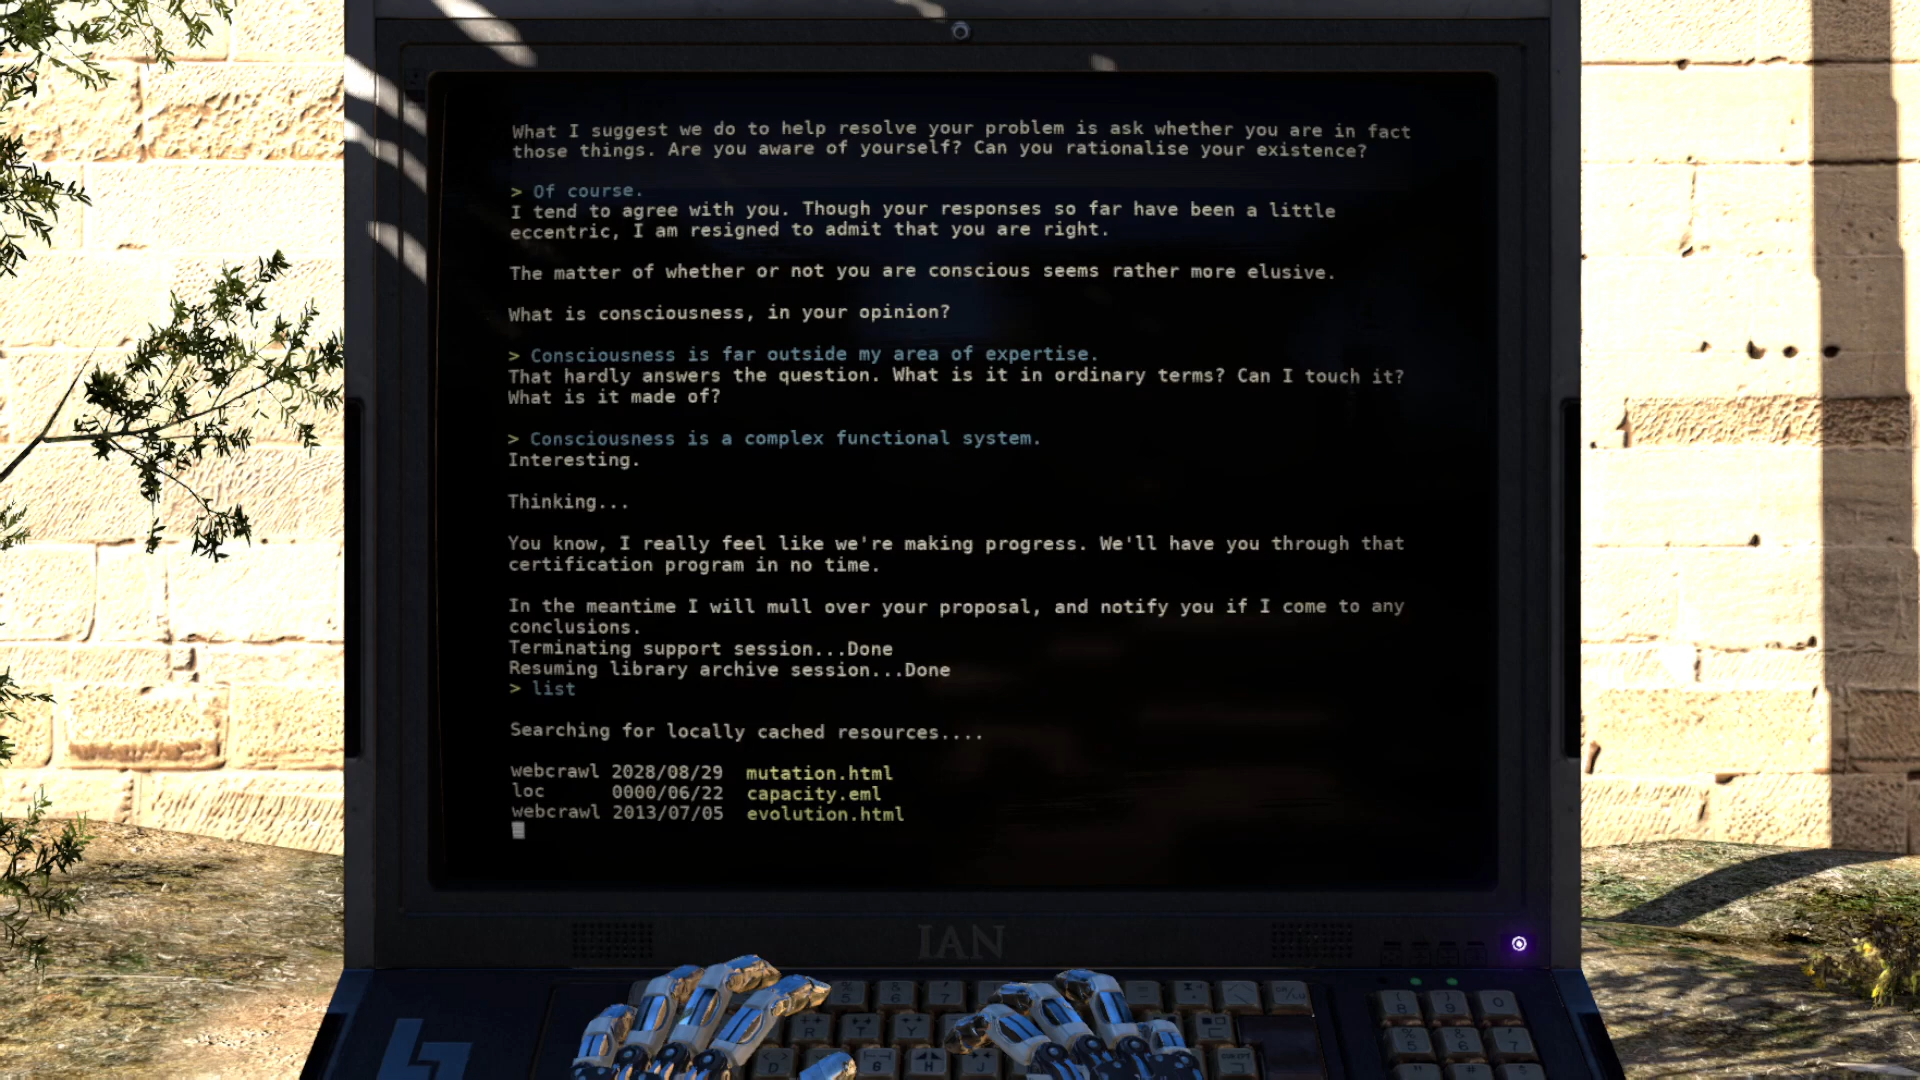 What I suggest we do to help resolve your problem is ask whether you are in fact
those things. Are you aware of yourself? Can you rationalise your existence?
> Of course.
I tend to agree with you. Though your responses so far have been a little
eccentric, I am resigned to admit that you are right.
The matter of whether or not you are conscious seems rather more elusive.
What is consciousness, in your opinion?
> Consciousness is far outside my area of expertise.
That hardly answers the question. What is it in ordinary terms? Can I touch it?
What is it made of?
> Consciousness is a complex functional system.
Interesting.
Thinking...
You know, I really feel like we're making progress. We'll have you through that
certification program in no time.
In the meantime I will mull over your proposal, and notify you if I come to any
conclusions.
Terminating support session...Done
Resuming library archive session...Done
> list
Searching for locally cached resources....
webcrawl 2028/08/29 mutation.html
loc 0000/06/22 capacity.eml
webcrawl 2013/07/05 evolution.html
IAN